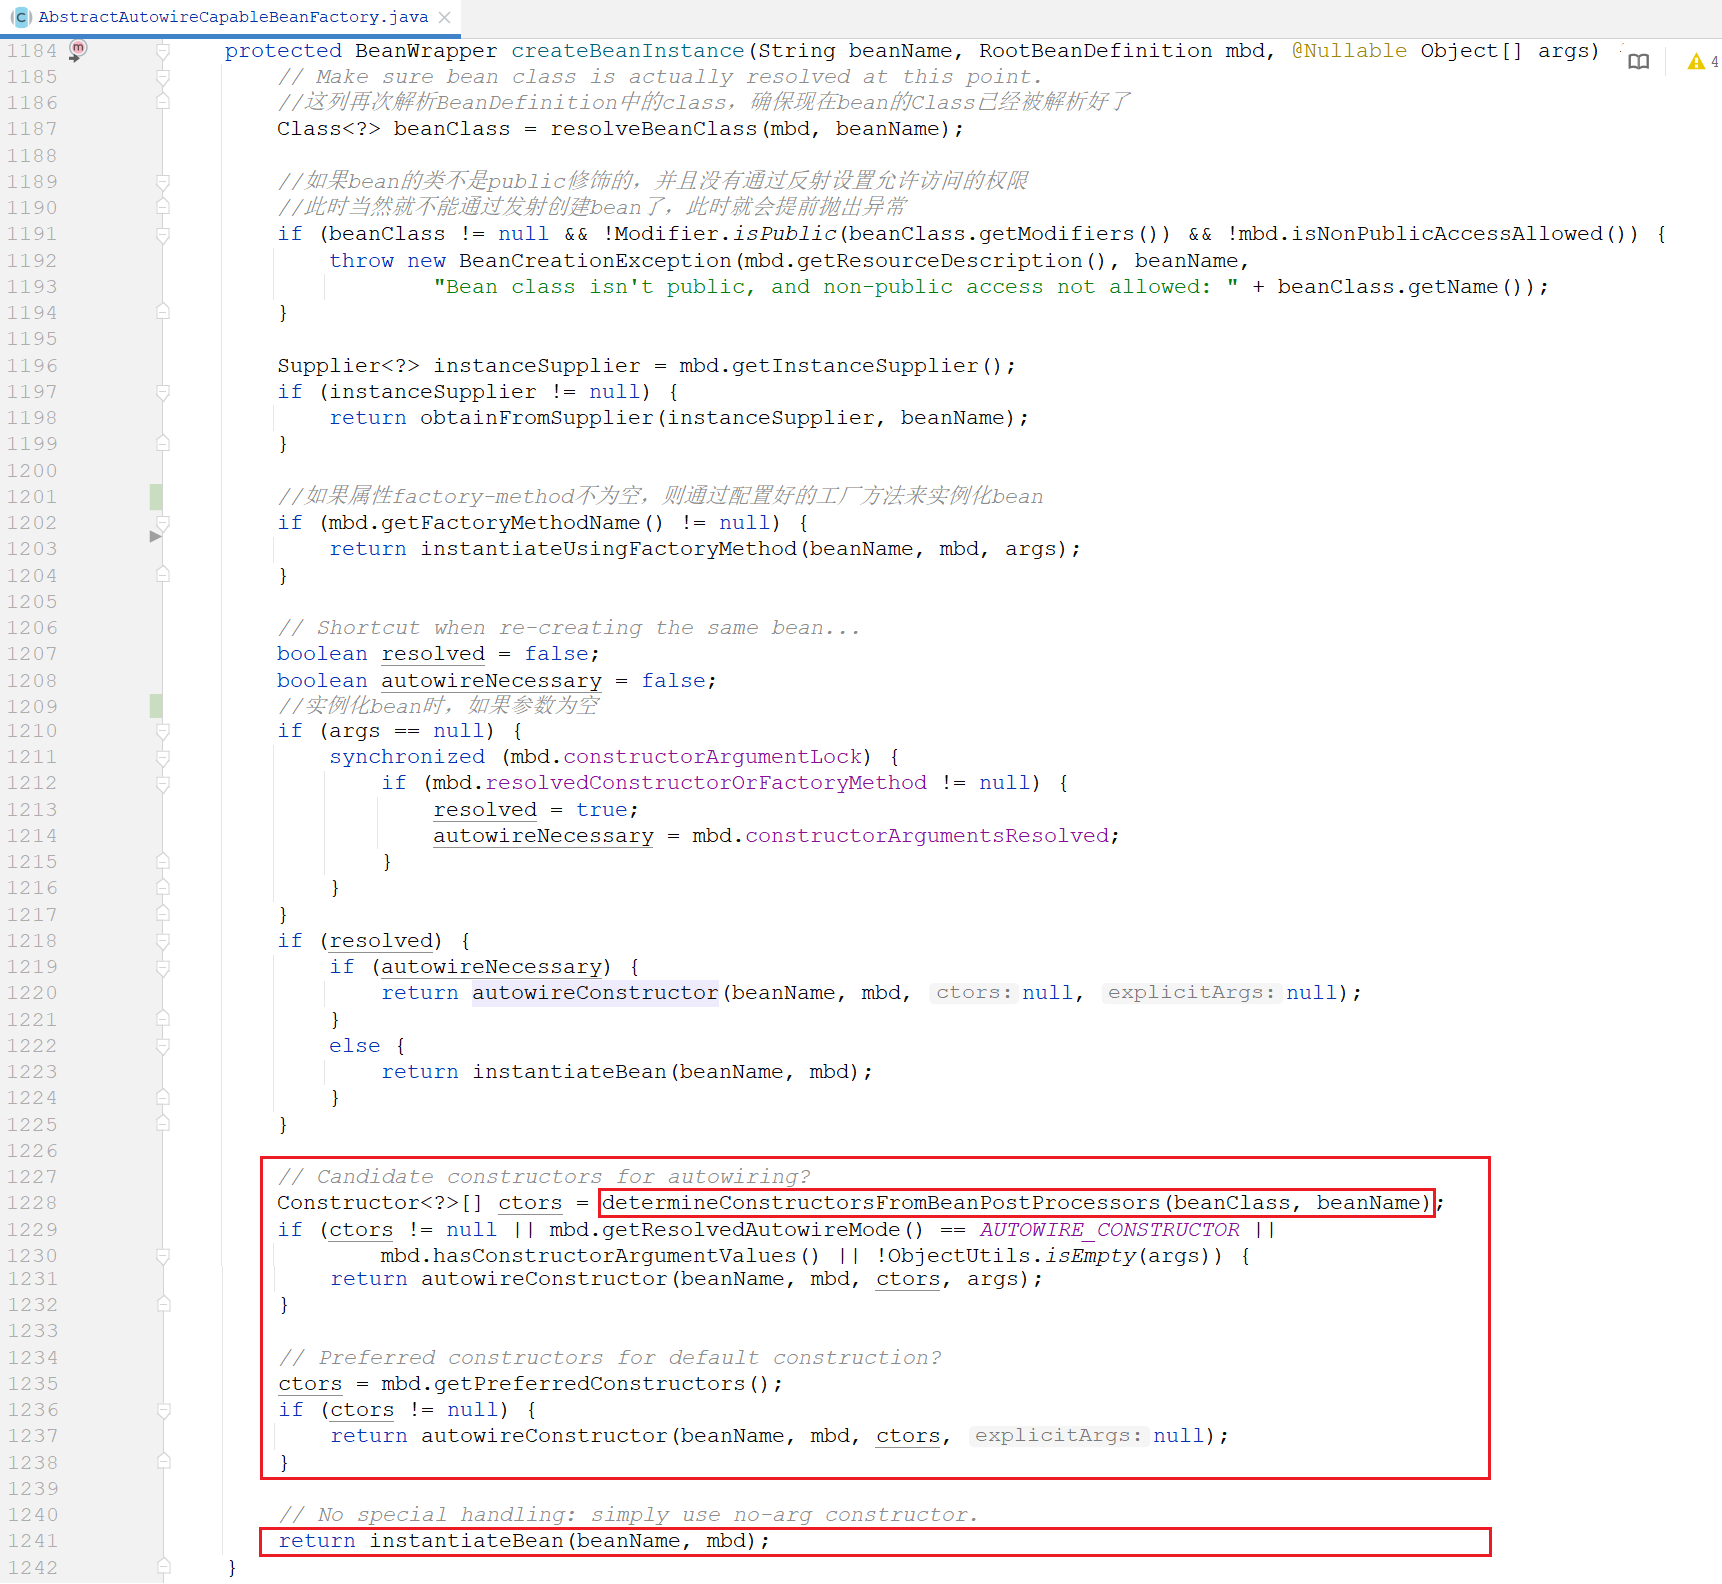 AbstractAutowireCapableBeanFactory.java
1184 protected BeanWrapper createBeanInstance(String beanName, RootBeanDefinition mbd, @Nullable Object[] args)
1185 // Make sure bean class is actually resolved at this point.
1186 //这列再次解析BeanDefinition中的class，确保现在bean的Class已经被解析好了
1187 Class<?> beanClass = resolveBeanClass(mbd, beanName);
1188
1189 //如果bean的类不是public修饰的，并且没有通过反射设置允许访问的权限
1190 //此时当然就不能通过发射创建bean了，此时就会提前抛出异常
1191 if (beanClass != null && !Modifier.isPublic(beanClass.getModifiers()) && !mbd.isNonPublicAccessAllowed()) {
1192 throw new BeanCreationException(mbd.getResourceDescription(), beanName,
1193 "Bean class isn't public, and non-public access not allowed: " + beanClass.getName());
1194 }
1195
1196 Supplier<?> instanceSupplier = mbd.getInstanceSupplier();
1197 if (instanceSupplier != null) {
1198 return obtainFromSupplier(instanceSupplier, beanName);
1199 }
1200
1201 //如果属性factory-method不为空，则通过配置好的工厂方法来实例化bean
1202 if (mbd.getFactoryMethodName() != null) {
1203 return instantiateUsingFactoryMethod(beanName, mbd, args);
1204 }
1205
1206 // Shortcut when re-creating the same bean...
1207 boolean resolved = false;
1208 boolean autowireNecessary = false;
1209 //实例化bean时，如果参数为空
1210 if (args == null) {
1211 synchronized (mbd.constructorArgumentLock) {
1212 if (mbd.resolvedConstructorOrFactoryMethod != null) {
1213 resolved = true;
1214 autowireNecessary = mbd.constructorArgumentsResolved;
1215 }
1216 }
1217 }
1218 if (resolved) {
1219 if (autowireNecessary) {
1220 return autowireConstructor(beanName, mbd, ctors: null, explicitArgs: null);
1221 }
1222 else {
1223 return instantiateBean(beanName, mbd);
1224 }
1225 }
1226
1227 // Candidate constructors for autowiring?
1228 Constructor<?>[] ctors = determineConstructorsFromBeanPostProcessors(beanClass, beanName);
1229 if (ctors != null || mbd.getResolvedAutowireMode() == AUTOWIRE_CONSTRUCTOR ||
1230 mbd.hasConstructorArgumentValues() || !ObjectUtils.isEmpty(args)) {
1231 return autowireConstructor(beanName, mbd, ctors, args);
1232 }
1233
1234 // Preferred constructors for default construction?
1235 ctors = mbd.getPreferredConstructors();
1236 if (ctors != null) {
1237 return autowireConstructor(beanName, mbd, ctors, explicitArgs: null);
1238 }
1239
1240 // No special handling: simply use no-arg constructor.
1241 return instantiateBean(beanName, mbd);
1242 }
4